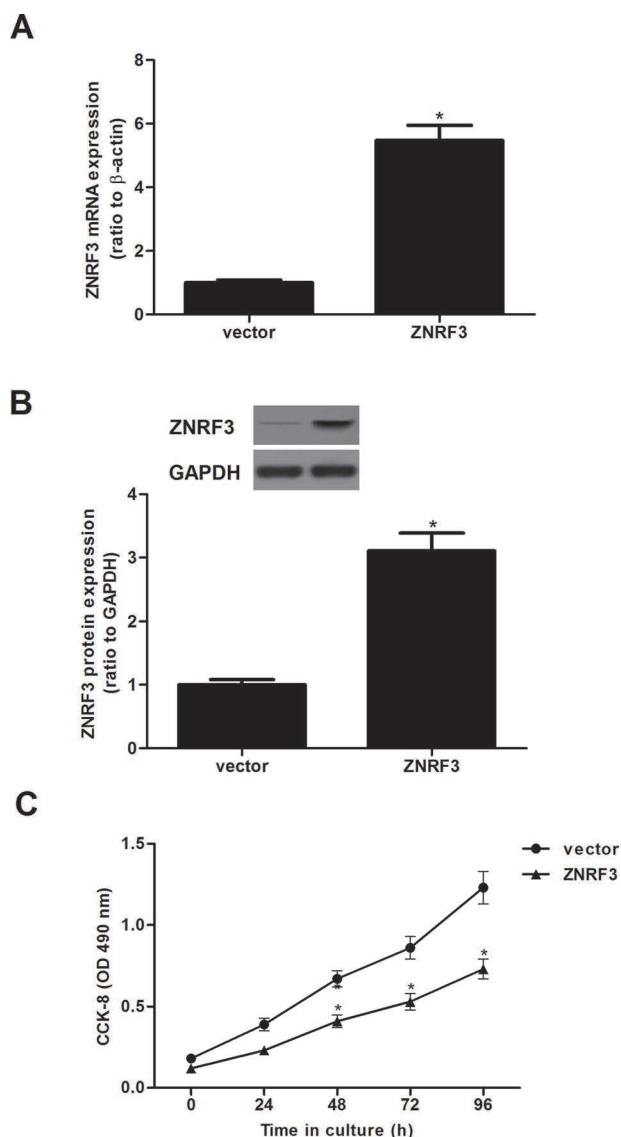 A
ZNRF3 mRNA expression
(ratio to β-actin)
8
6
4
2
0
*
vector
ZNRF3
B
ZNRF3
GAPDH
ZNRF3 protein expression
(ratio to GAPDH)
4
3
2
1
0
*
vector
ZNRF3
C
CCK-8 (OD 490 nm)
1.5
1.0
0.5
0.0
vector
ZNRF3
*
*
*
*
0
24
48
72
96
Time in culture (h)